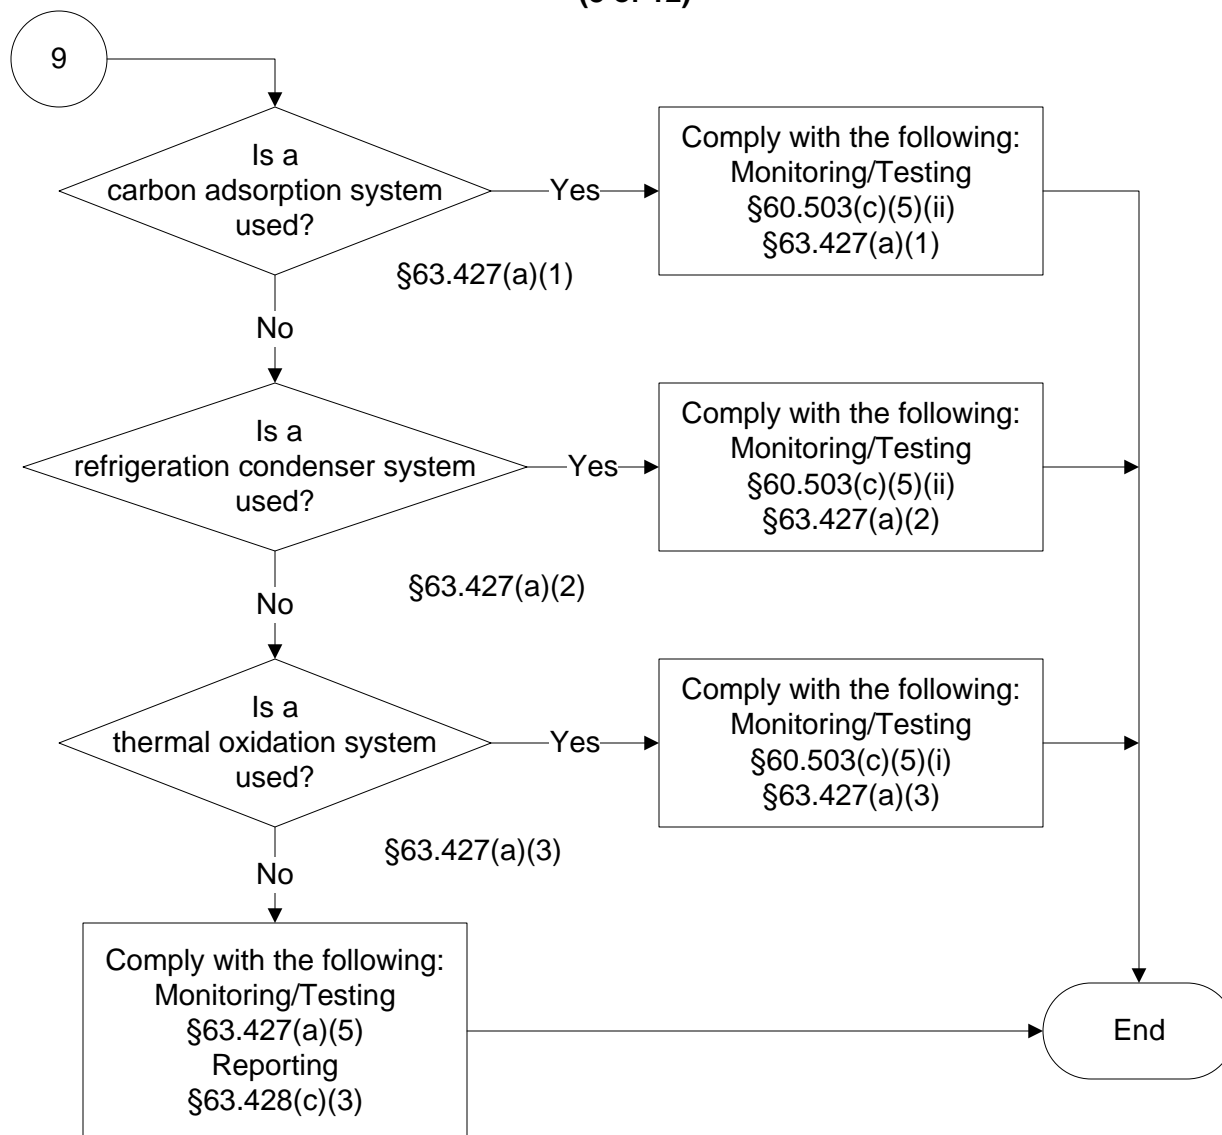 9
Is a
carbon adsorption system
used?
Yes
Comply with the following:
Monitoring/Testing
§60.503(c)(5)(ii)
§63.427(a)(1)
§63.427(a)(1)
No
Is a
refrigeration condenser system
used?
Yes
Comply with the following:
Monitoring/Testing
§60.503(c)(5)(ii)
§63.427(a)(2)
§63.427(a)(2)
No
Is a
thermal oxidation system
used?
Yes
Comply with the following:
Monitoring/Testing
§60.503(c)(5)(i)
§63.427(a)(3)
§63.427(a)(3)
No
Comply with the following:
Monitoring/Testing
§63.427(a)(5)
Reporting
§63.428(c)(3)
End